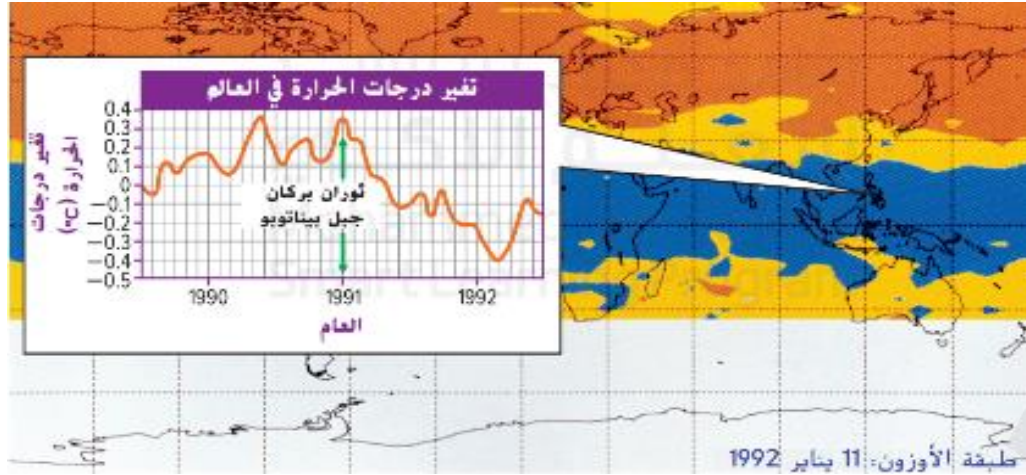 تغير درجات الحرارة في العالم
تغير درجات
الحرارة (°C)
0.4
0.3
0.2
0.1
0
−0.1
−0.2
−0.3
−0.4
−0.5
ثوران بركان
جبل بيناتوبو
1990
1991
1992
العام
طبقة الأوزون: 11 يناير 1992